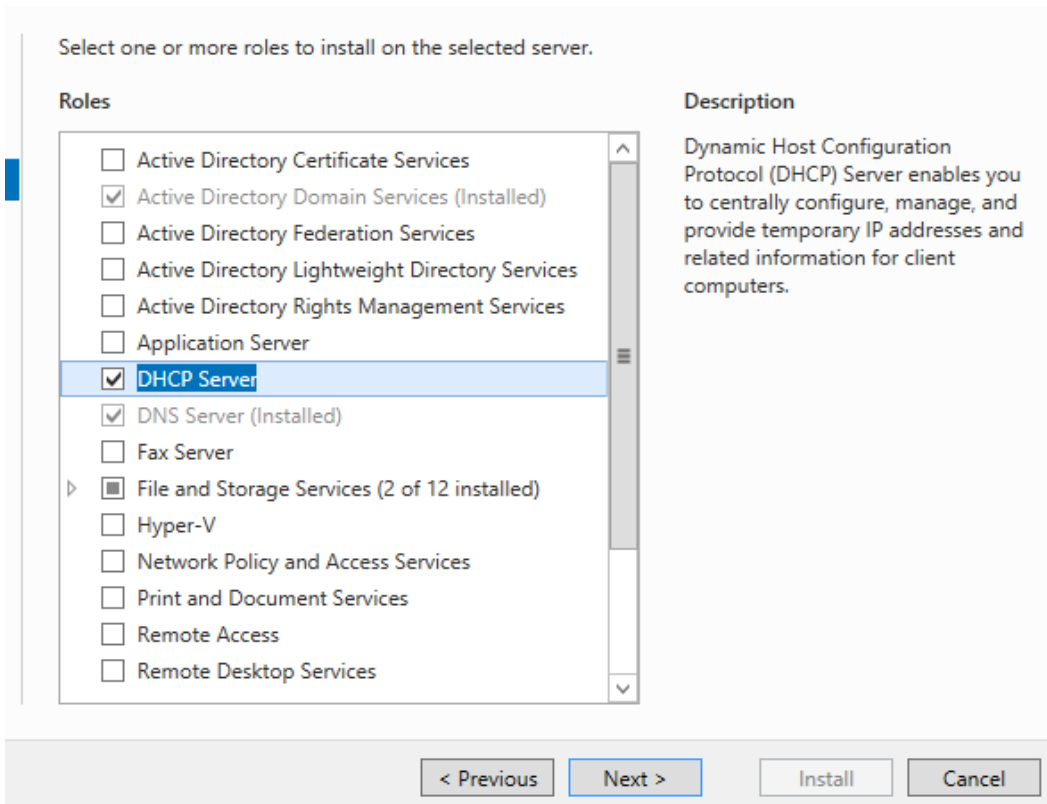 Select one or more roles to install on the selected server.
Roles
Active Directory Certificate Services
Active Directory Domain Services (Installed)
Active Directory Federation Services
Active Directory Lightweight Directory Services
Active Directory Rights Management Services
Application Server
DHCP Server
DNS Server (Installed)
Fax Server
File and Storage Services (2 of 12 installed)
Hyper-V
Network Policy and Access Services
Print and Document Services
Remote Access
Remote Desktop Services
Description
Dynamic Host Configuration
Protocol (DHCP) Server enables you
to centrally configure, manage, and
provide temporary IP addresses and
related information for client
computers.
< Previous
Next >
Install
Cancel